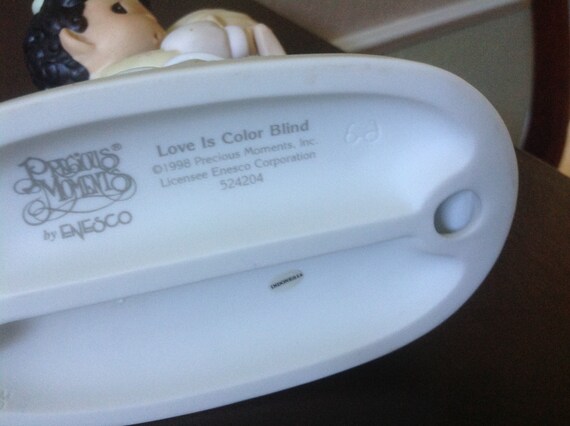 PRECIOUS MOMENTS®
by ENESCO
Love Is Color Blind
©1998 Precious Moments, Inc.
Licensee Enesco Corporation
524204